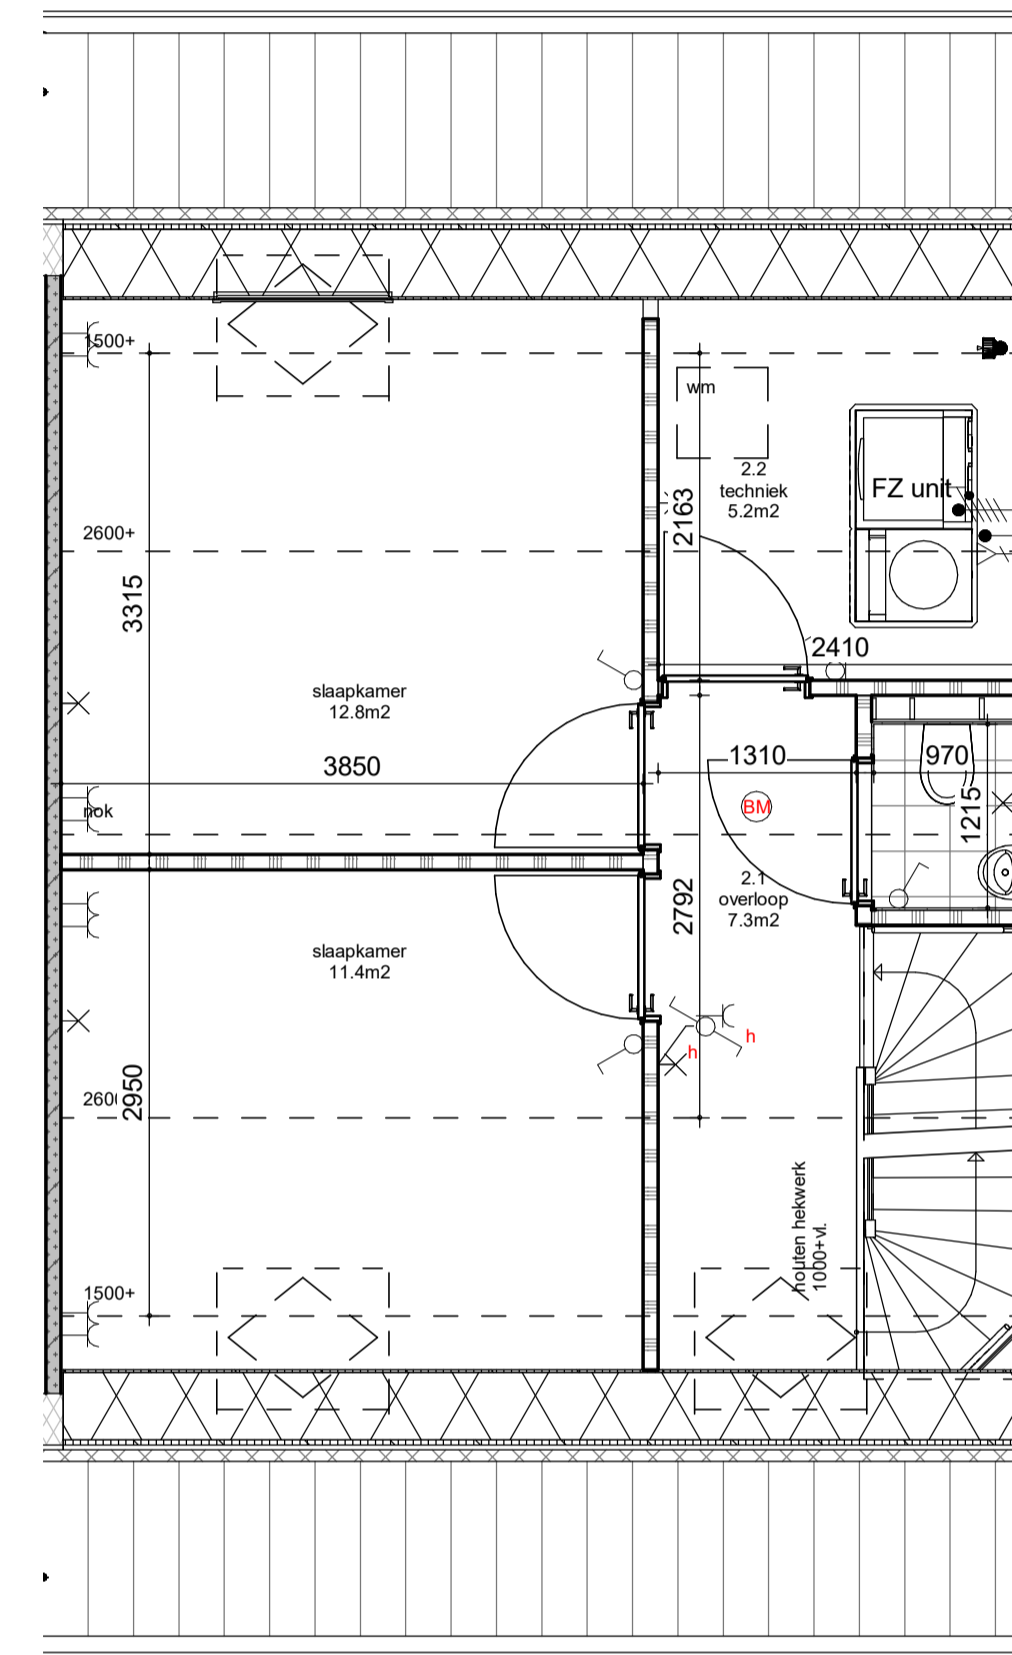 1500+
wm
2.2
techniek
5.2m2
FZ unit
2163
2600+
3315
2410
slaapkamer
12.8m2
3850
1310
970
nok
BM
1215
2.1
overloop
7.3m2
2792
slaapkamer
11.4m2
h
h
2950
houten hekwerk
1000+vl.
1500+